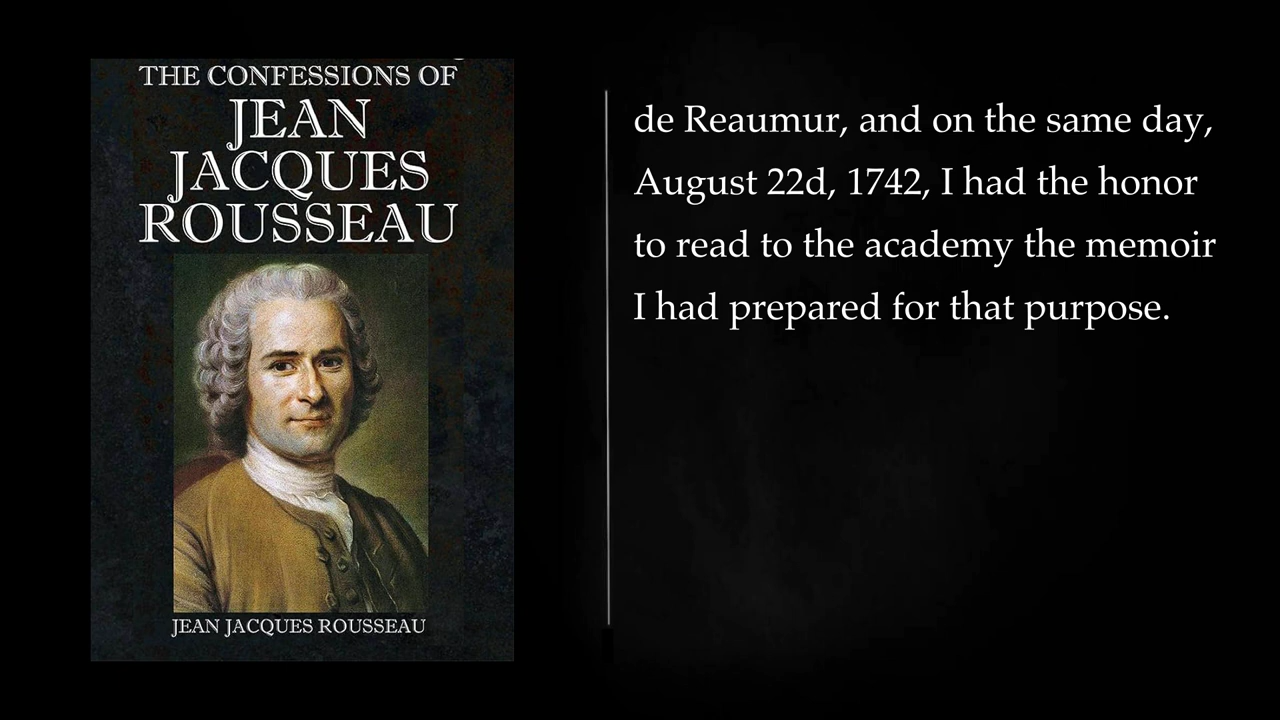 THE CONFESSIONS OF
JEAN
JACQUES
ROUSSEAU
JEAN JACQUES ROUSSEAU
de Reaumur, and on the same day,
August 22d, 1742, I had the honor
to read to the academy the memoir
I had prepared for that purpose.